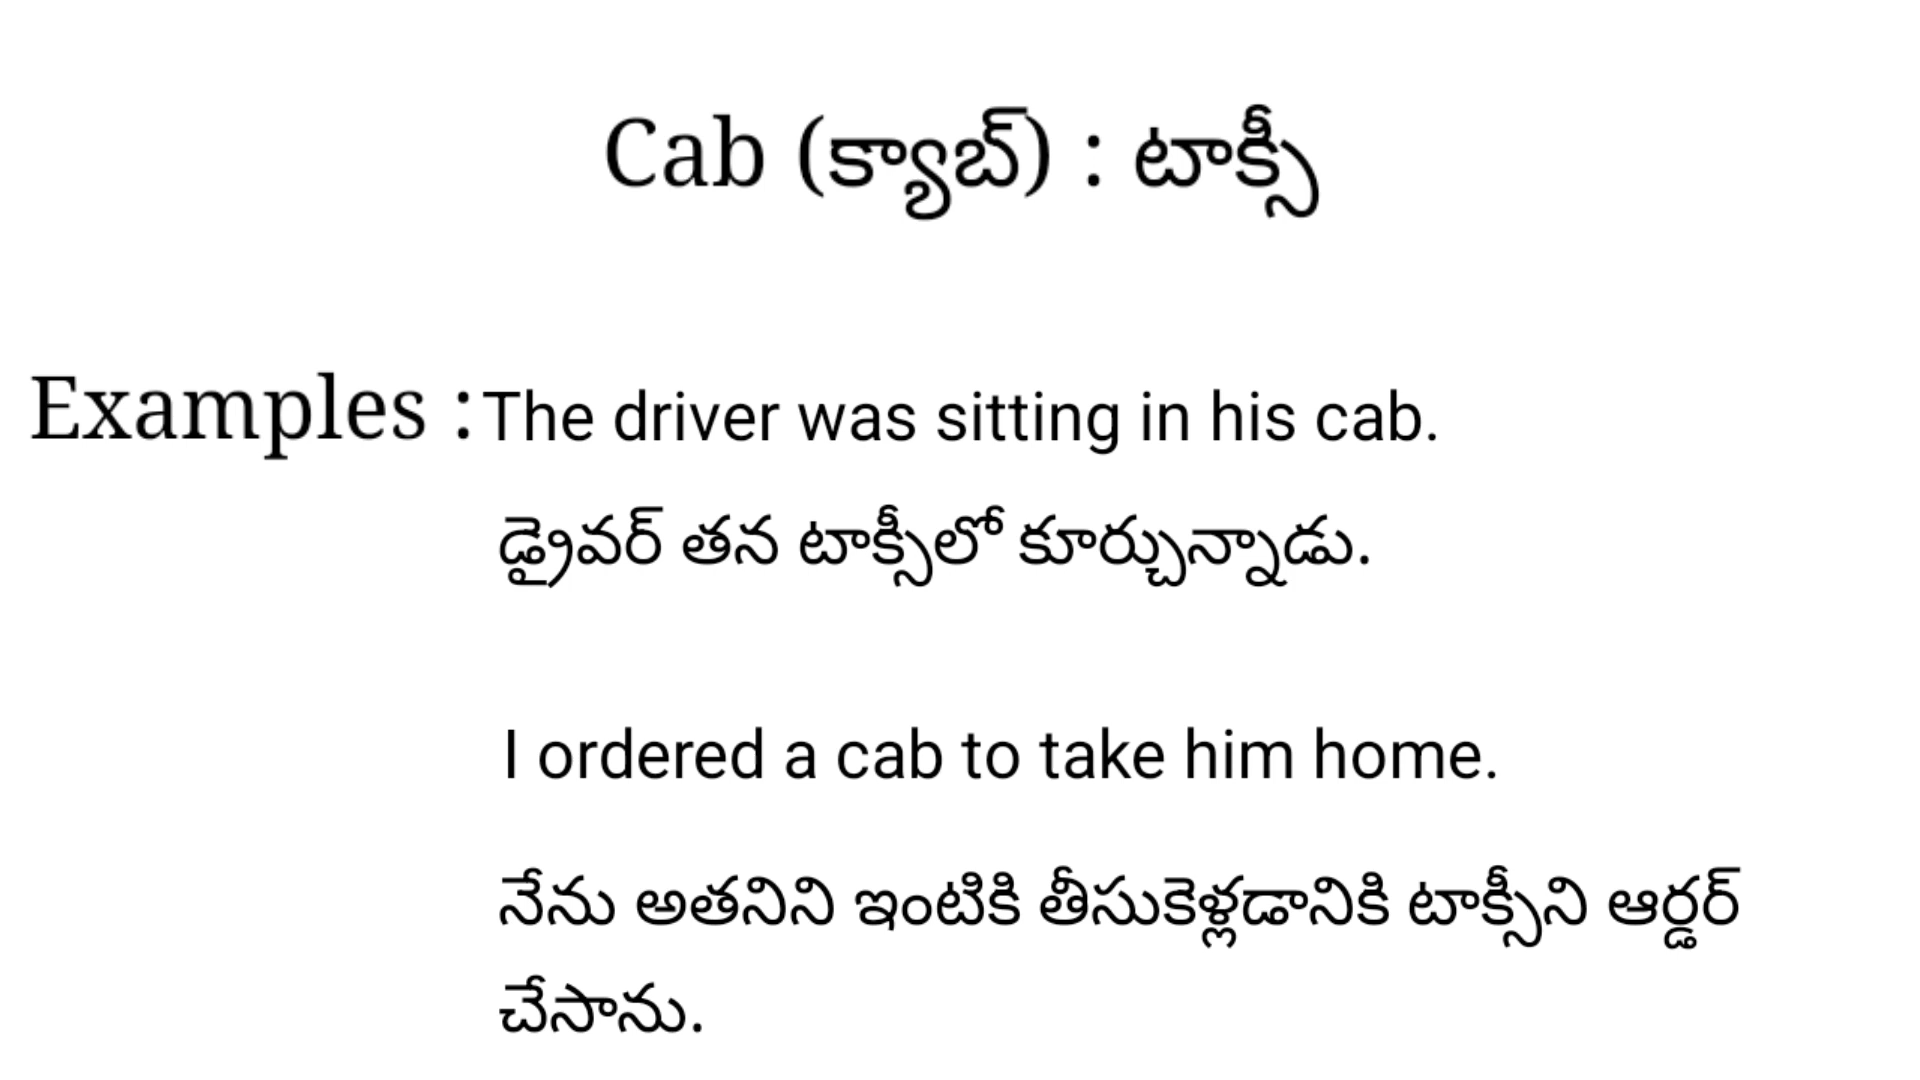 Cab (క్యాబ్) : టాక్సీ
Examples : The driver was sitting in his cab.
డ్రైవర్ తన టాక్సీలో కూర్చున్నాడు.
I ordered a cab to take him home.
నేను అతనిని ఇంటికి తీసుకెళ్లడానికి టాక్సీని ఆర్డర్
చేసాను.